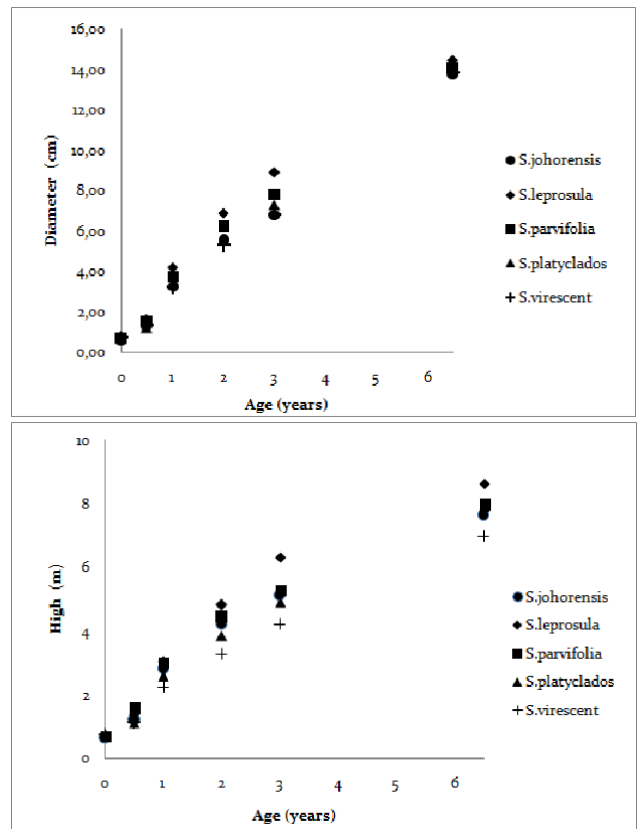 16,00
14,00
12,00
10,00
8,00
6,00
4,00
2,00
0,00
Diameter (cm)
0 1 2 3 4 5 6
Age (years)
S.johorensis
S.leprosula
S.parvifolia
S.platyclados
S.virescent
10
8
6
4
2
0
High (m)
0 1 2 3 4 5 6
Age (years)
S.johorensis
S.leprosula
S.parvifolia
S.platyclados
S.virescent